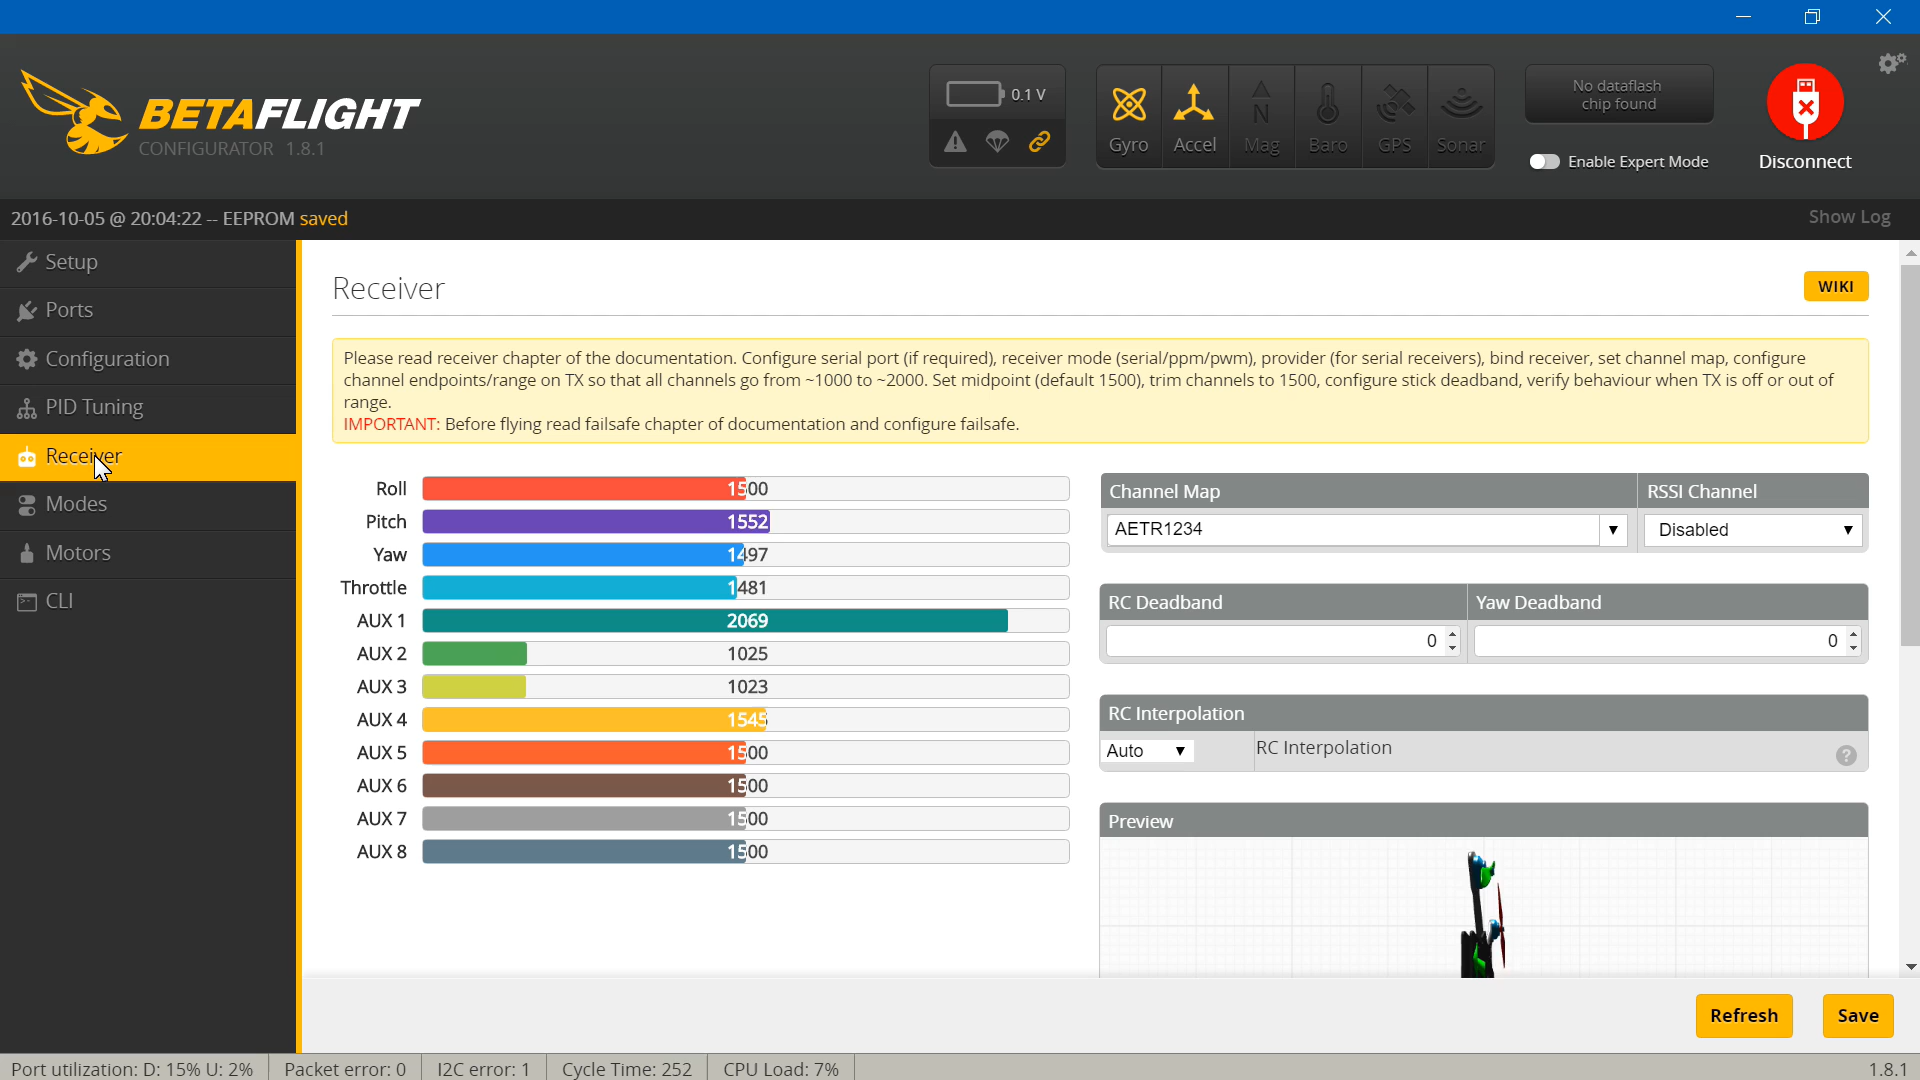 BETAFLIGHT
CONFIGURATOR 1.8.1
0.1 V
Gyro
Accel
Mag
Baro
GPS
Sonar
No dataflash
chip found
Enable Expert Mode
Disconnect
2016-10-05 @ 20:04:22 -- EEPROM saved
Show Log
Setup
Ports
Configuration
PID Tuning
Receiver
Modes
Motors
CLI
Receiver
WIKI
Please read receiver chapter of the documentation. Configure serial port (if required), receiver mode (serial/ppm/pwm), provider (for serial receivers), bind receiver, set channel map, configure
channel endpoints/range on TX so that all channels go from ~1000 to ~2000. Set midpoint (default 1500), trim channels to 1500, configure stick deadband, verify behaviour when TX is off or out of
range.
IMPORTANT: Before flying read failsafe chapter of documentation and configure failsafe.
Roll 1500
Pitch 1552
Yaw 1497
Throttle 1481
AUX 1 2069
AUX 2 1025
AUX 3 1023
AUX 4 1545
AUX 5 1500
AUX 6 1500
AUX 7 1500
AUX 8 1500
Channel Map
RSSI Channel
AETR1234
Disabled
RC Deadband
Yaw Deadband
0
0
RC Interpolation
Auto
RC Interpolation
?
Preview
Refresh
Save
Port utilization: D: 15% U: 2%
Packet error: 0
I2C error: 1
Cycle Time: 252
CPU Load: 7%
1.8.1